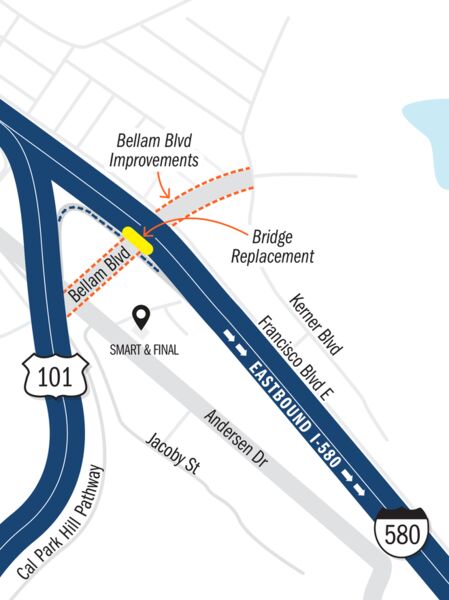 Bellam Blvd
Improvements
Bridge
Replacement
Bellam Blvd
SMART & FINAL
Kerner Blvd
Francisco Blvd E
EASTBOUND I-580
101
Andersen Dr
Jacoby St
Cal Park Hill Pathway
580